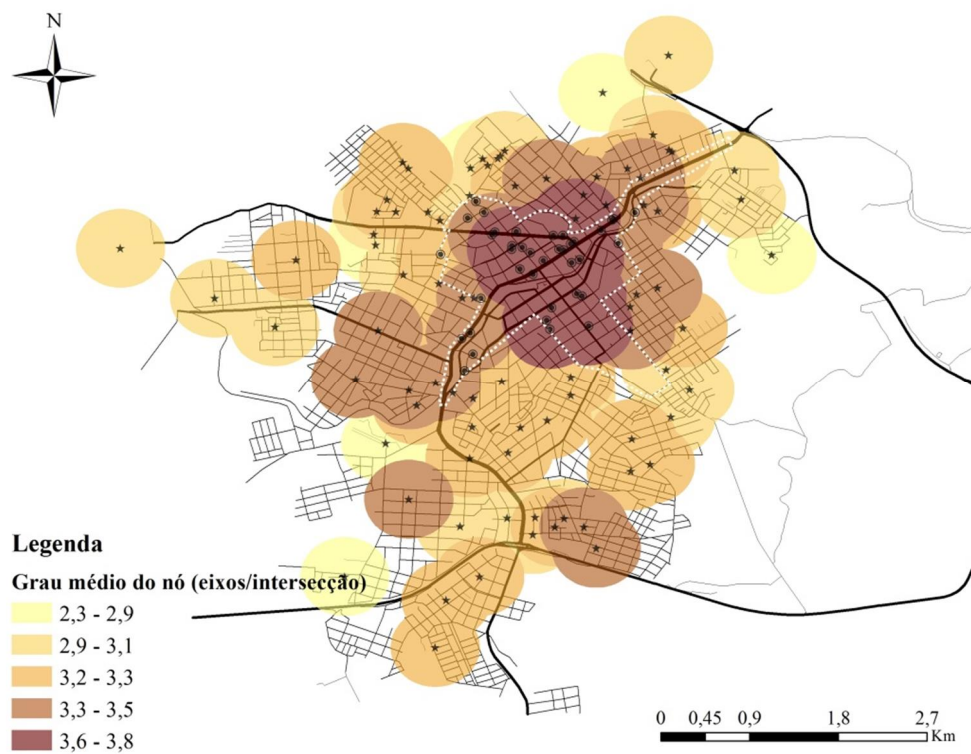 N
Legenda
Grau médio do nó (eixos/intersecção)
2,3 - 2,9
2,9 - 3,1
3,2 - 3,3
3,3 - 3,5
3,6 - 3,8
0 0,45 0,9 1,8 2,7
Km